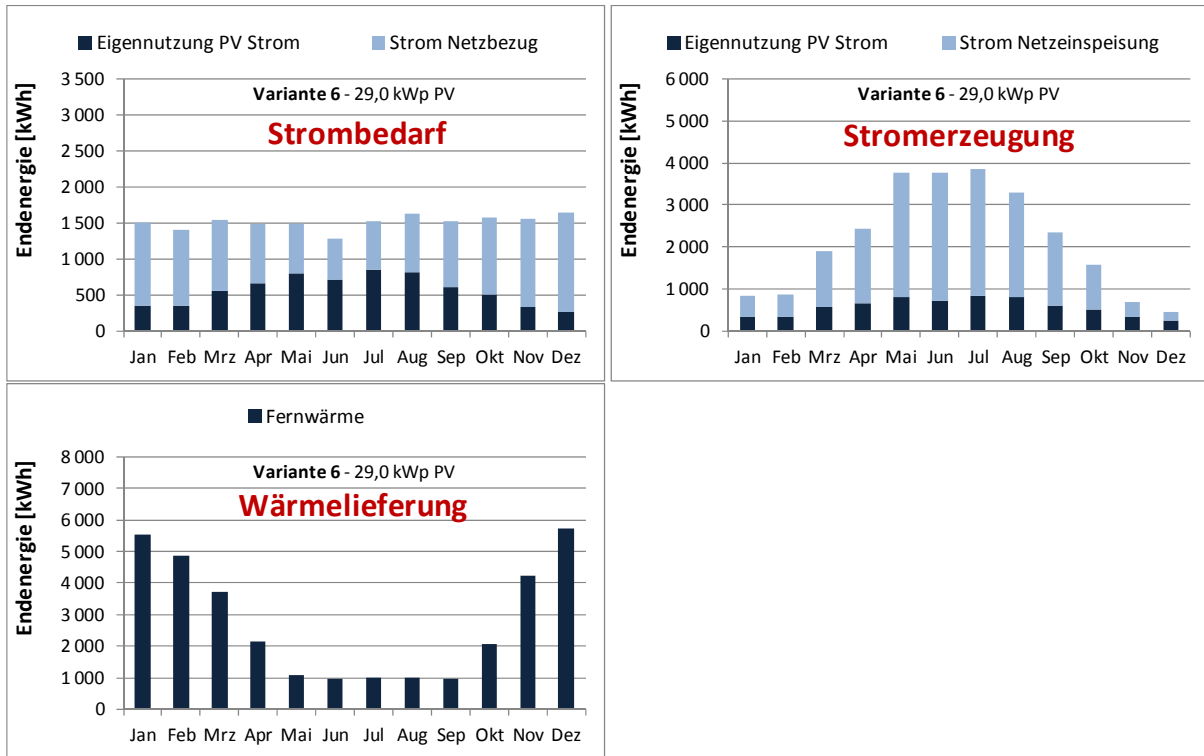 Eigennutzung PV Strom Strom Netzbezug
Endenergie [kWh]
Variante 6 - 29,0 kWp PV
Strombedarf
3 500
3 000
2 500
2 000
1 500
1 000
500
0
Jan Feb Mrz Apr Mai Jun Jul Aug Sep Okt Nov Dez
Eigennutzung PV Strom Strom Netzeinspeisung
Endenergie [kWh]
Variante 6 - 29,0 kWp PV
Stromerzeugung
6 000
5 000
4 000
3 000
2 000
1 000
0
Jan Feb Mrz Apr Mai Jun Jul Aug Sep Okt Nov Dez
Fernwärme
Endenergie [kWh]
Variante 6 - 29,0 kWp PV
Wärmelieferung
8 000
7 000
6 000
5 000
4 000
3 000
2 000
1 000
0
Jan Feb Mrz Apr Mai Jun Jul Aug Sep Okt Nov Dez